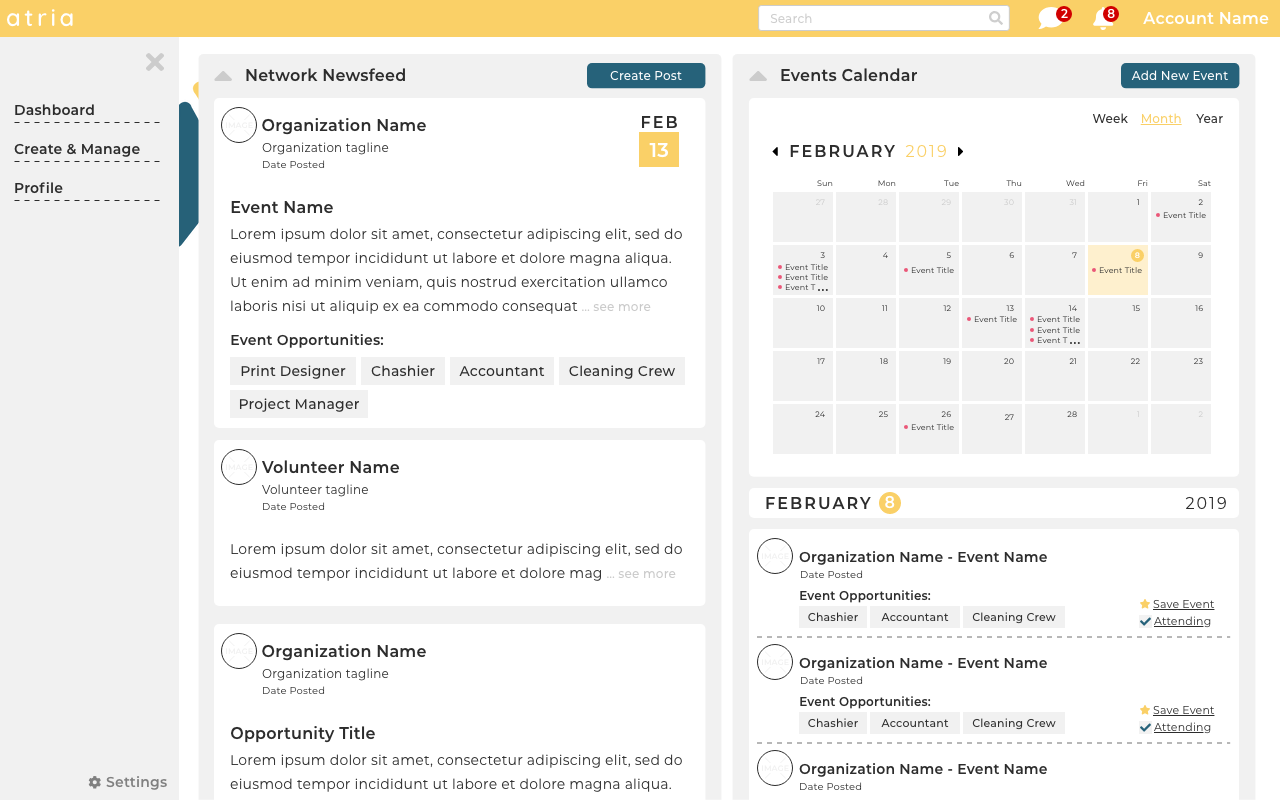 atria
Search
2
8
Account Name
Dashboard
Create & Manage
Profile
Settings
Network Newsfeed
Create Post
IMAGE
Organization Name
Organization tagline
Date Posted
FEB
13
Event Name
Lorem ipsum dolor sit amet, consectetur adipiscing elit, sed do
eiusmod tempor incididunt ut labore et dolore magna aliqua.
Ut enim ad minim veniam, quis nostrud exercitation ullamco
laboris nisi ut aliquip ex ea commodo consequat ... see more
Event Opportunities:
Print Designer Chashier Accountant Cleaning Crew
Project Manager
IMAGE
Volunteer Name
Volunteer tagline
Date Posted
Lorem ipsum dolor sit amet, consectetur adipiscing elit, sed do
eiusmod tempor incididunt ut labore et dolore mag ... see more
IMAGE
Organization Name
Organization tagline
Date Posted
Opportunity Title
Lorem ipsum dolor sit amet, consectetur adipiscing elit, sed do
eiusmod tempor incididunt ut labore et dolore magna aliqua.
Events Calendar
Add New Event
Week Month Year
FEBRUARY 2019
Sun Mon Tue Thu Wed Fri Sat
27 28 29 30 31 1 2
Event Title
3 4 5 6 7 8 9
Event Title Event Title Event Title
Event Title
Event T ...
10 11 12 13 14 15 16
Event Title Event Title
Event Title
Event T ...
17 18 19 20 21 22 23
24 25 26 27 28 1 2
Event Title
FEBRUARY 8 2019
IMAGE
Organization Name - Event Name
Date Posted
Event Opportunities:
Chashier Accountant Cleaning Crew
Save Event
Attending
IMAGE
Organization Name - Event Name
Date Posted
Event Opportunities:
Chashier Accountant Cleaning Crew
Save Event
Attending
IMAGE
Organization Name - Event Name
Date Posted